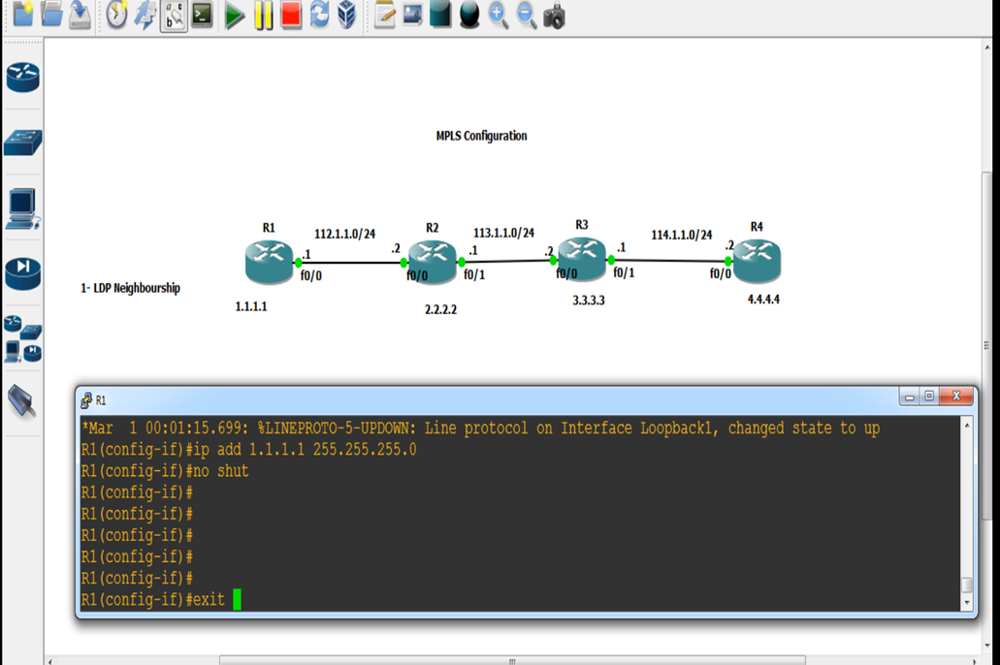 MPLS Configuration
R1
112.1.1.0/24
R2
113.1.1.0/24
R3
114.1.1.0/24
R4
.1
.2
.1
.2
.1
.2
f0/0
f0/0
f0/1
f0/0
f0/1
f0/0
1- LDP Neighbourship
1.1.1.1
2.2.2.2
3.3.3.3
4.4.4.4
R1
*Mar  1 00:01:15.699: %LINEPROTO-5-UPDOWN: Line protocol on Interface Loopback1, changed state to up
R1(config-if)#ip add 1.1.1.1 255.255.255.0
R1(config-if)#no shut
R1(config-if)#
R1(config-if)#
R1(config-if)#
R1(config-if)#
R1(config-if)#
R1(config-if)#exit